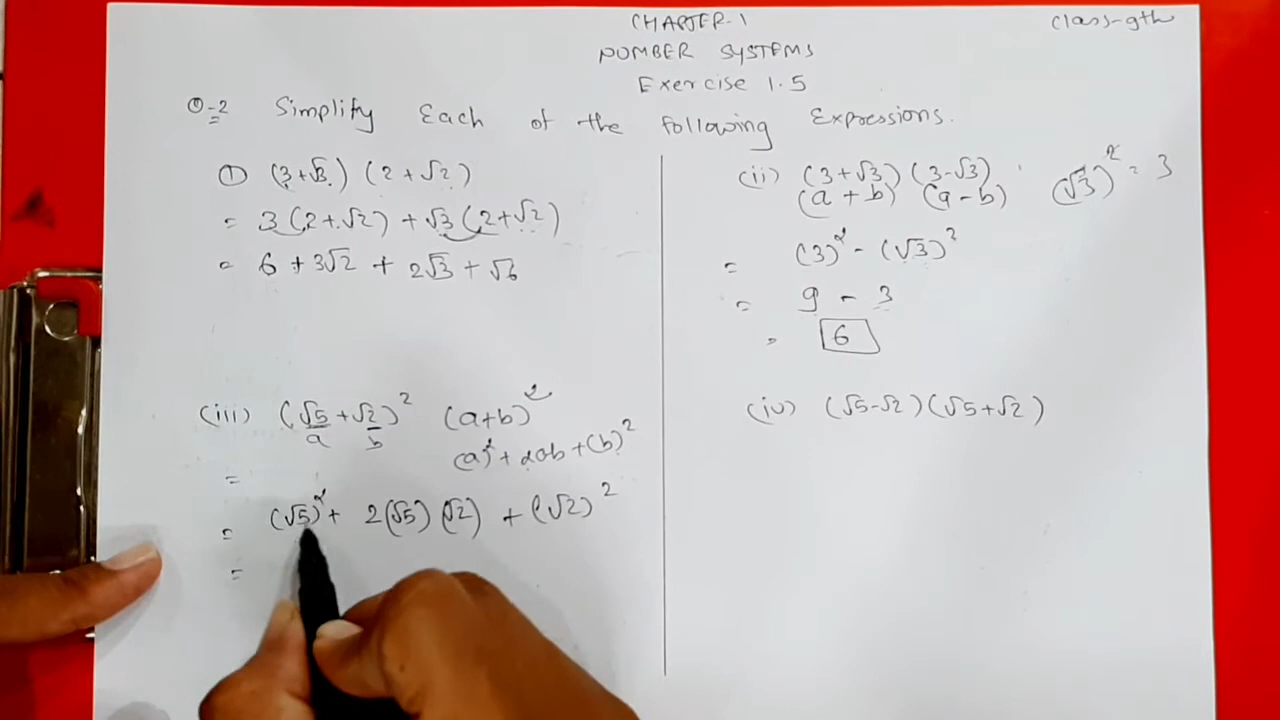 CHAPTER-1
Class-9th
NUMBER SYSTEMS
Exercise 1.5
Q-2 Simplify Each of the following Expressions.
① (3+√3) (2+√2)
= 3(2+√2) + √3(2+√2)
= 6 + 3√2 + 2√3 + √6
(ii) (3+√3) (3-√3)
(a+b) (a-b)
(√3)² = 3
= (3)² - (√3)²
= 9 - 3
= 6
(iii) (√5+√2)² (a+b)²
a b (a)² + 2ab + (b)²
=
= (√5)² + 2(√5)(√2) + (√2)²
=
(iv) (√5-√2)(√5+√2)